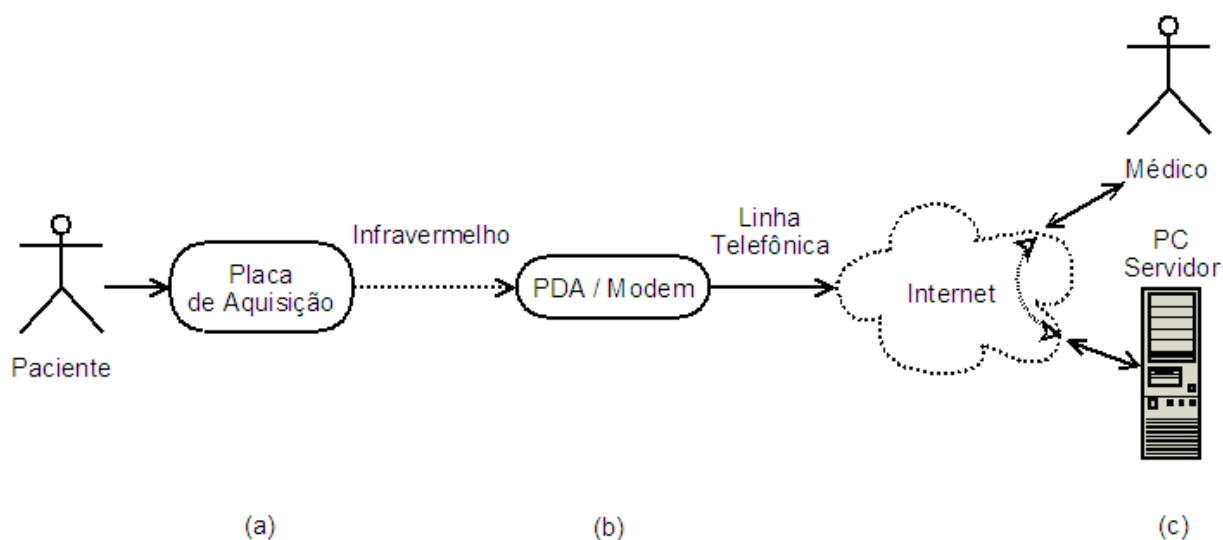 Médico
Linha
Telefônica
PC
Servidor
Infravermelho
Placa
de Aquisição
PDA / Modem
Internet
Paciente
(a)
(b)
(c)